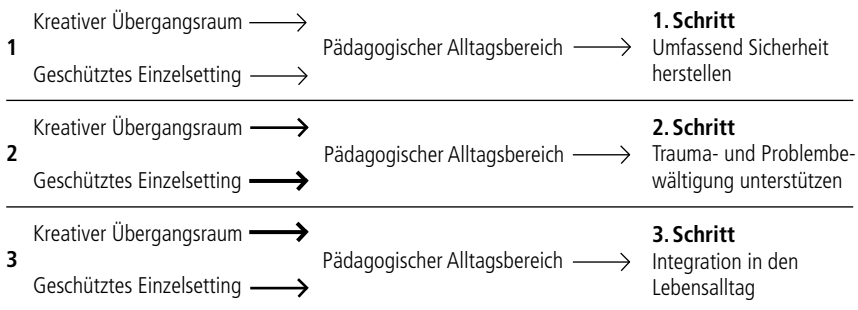 1
Kreativer Übergangsraum
Geschütztes Einzelsetting
Pädagogischer Alltagsbereich
1. Schritt
Umfassend Sicherheit
herstellen
2
Kreativer Übergangsraum
Geschütztes Einzelsetting
Pädagogischer Alltagsbereich
2. Schritt
Trauma- und Problembe-
wältigung unterstützen
3
Kreativer Übergangsraum
Geschütztes Einzelsetting
Pädagogischer Alltagsbereich
3. Schritt
Integration in den
Lebensalltag